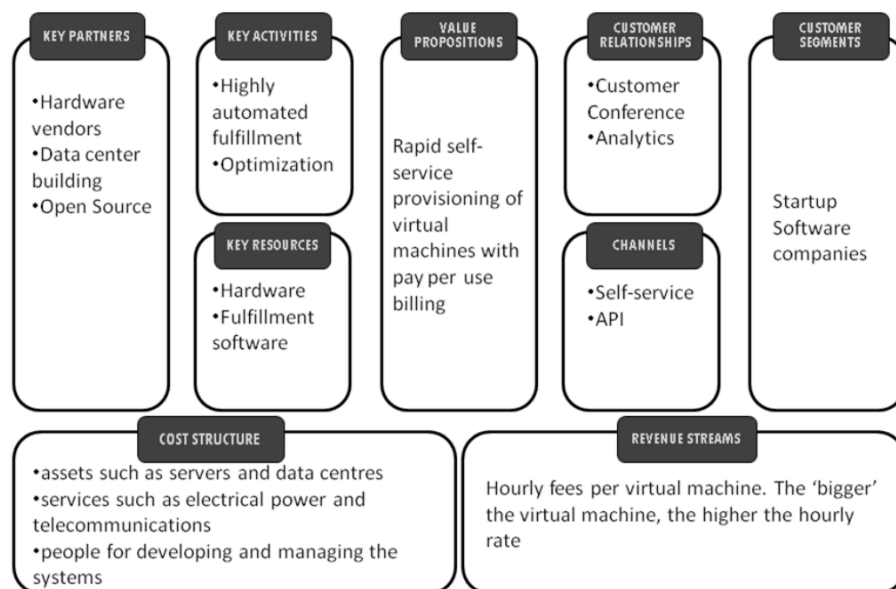 KEY PARTNERS
•Hardware
vendors
•Data center
building
•Open Source
KEY ACTIVITIES
•Highly
automated
fulfillment
•Optimization
KEY RESOURCES
•Hardware
•Fulfillment
software
VALUE
PROPOSITIONS
Rapid self-
service
provisioning of
virtual
machines with
pay per use
billing
CUSTOMER
RELATIONSHIPS
•Customer
Conference
•Analytics
CHANNELS
•Self-service
•API
CUSTOMER
SEGMENTS
Startup
Software
companies
COST STRUCTURE
•assets such as servers and data centres
•services such as electrical power and
telecommunications
•people for developing and managing the
systems
REVENUE STREAMS
Hourly fees per virtual machine. The ‘bigger’
the virtual machine, the higher the hourly
rate